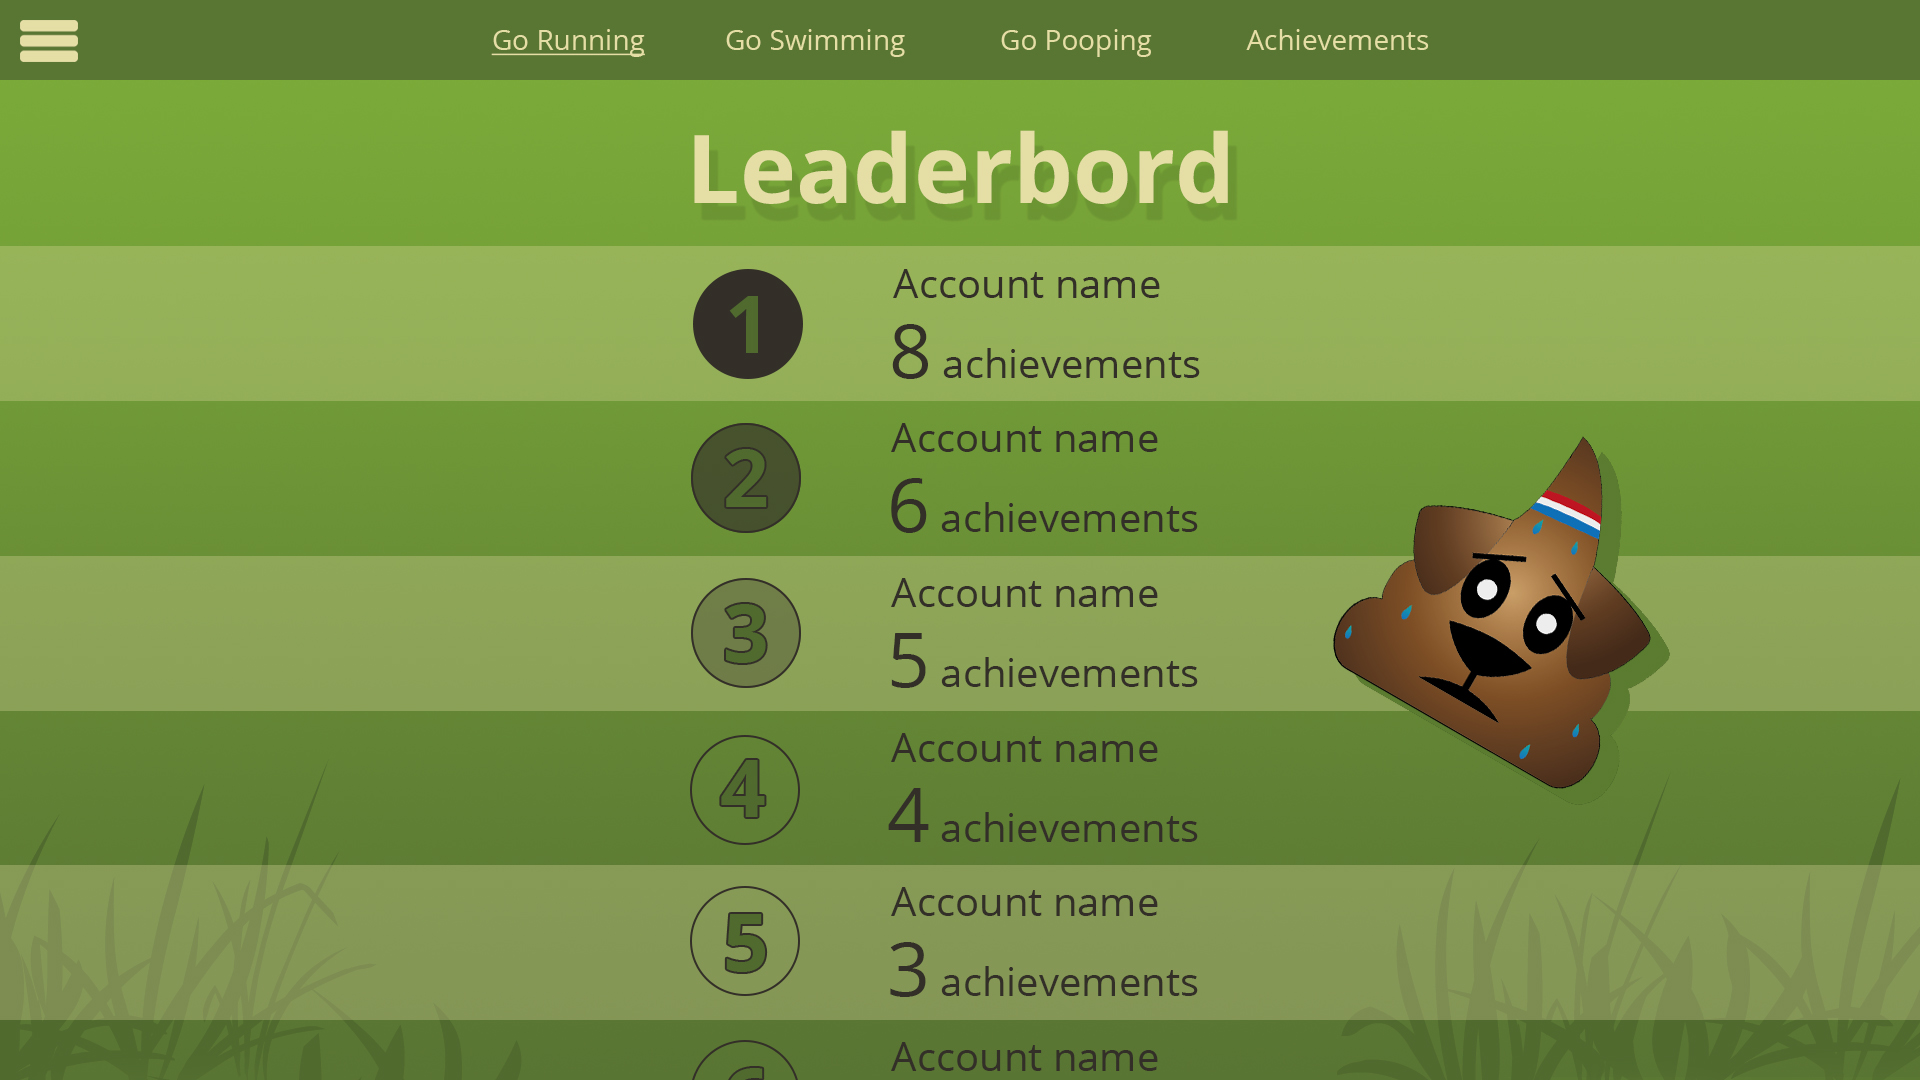 Go Running Go Swimming Go Pooping Achievements
Leaderbord
1
Account name
8 achievements
2
Account name
6 achievements
3
Account name
5 achievements
4
Account name
4 achievements
5
Account name
3 achievements
6
Account name